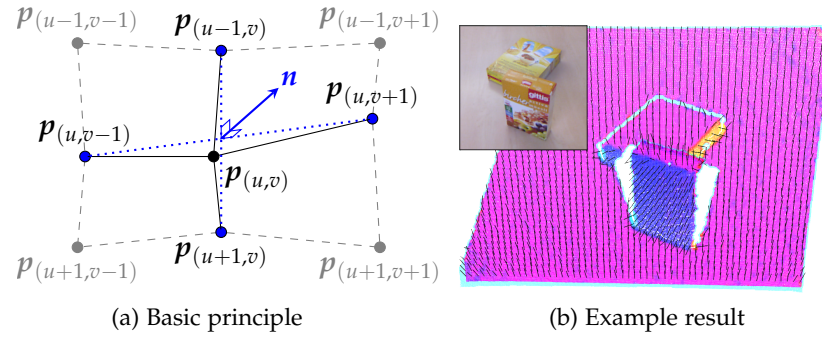 p(u−1,v−1)
p(u−1,v)
p(u−1,v+1)
n
p(u,v−1)
p(u,v+1)
p(u,v)
p(u+1,v−1)
p(u+1,v)
p(u+1,v+1)
(a) Basic principle
(b) Example result